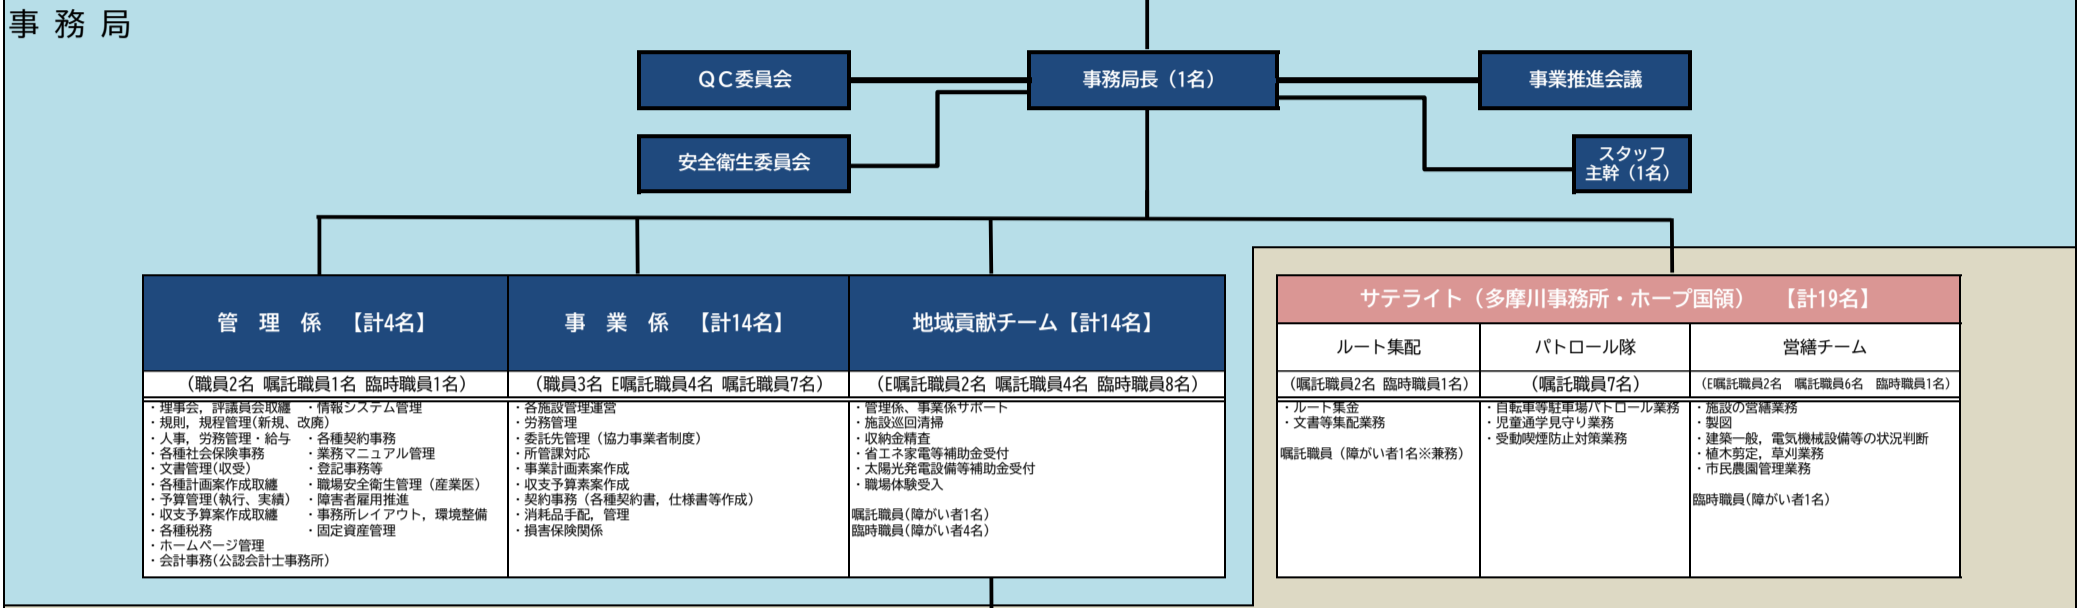 事 務 局
QC委員会
事務局長（1名）
事業推進会議
安全衛生委員会
スタッフ
主幹（1名）
管　理　係　【計4名】
（職員2名 嘱託職員1名 臨時職員1名）
・理事会，評議員会取纏　・情報システム管理
・規則，規程管理(新規、改廃)
・人事，労務管理・給与　・各種契約事務
・各種社会保険事務　・業務マニュアル管理
・文書管理(収受)　・登記事務等
・各種計画案作成取纏　・職場安全衛生管理（産業医）
・予算管理(執行、実績)　・障害者雇用推進
・収支予算案作成取纏　・事務所レイアウト，環境整備
・各種税務　・固定資産管理
・ホームページ管理
・会計事務(公認会計士事務所)
事　業　係　【計14名】
（職員3名 E嘱託職員4名 嘱託職員7名）
・各施設管理運営
・労務管理
・委託先管理（協力事業者制度）
・所管課対応
・事業計画素案作成
・収支予算素案作成
・契約事務（各種契約書，仕様書等作成）
・消耗品手配，管理
・損害保険関係
地域貢献チーム【計14名】
（E嘱託職員2名 嘱託職員4名 臨時職員8名）
・管理係、事業係サポート
・施設巡回清掃
・収納金精査
・省エネ家電等補助金受付
・太陽光発電設備等補助金受付
・職場体験受入
嘱託職員(障がい者1名)
臨時職員(障がい者4名)
サテライト（多摩川事務所・ホープ国領）　【計19名】
ルート集配
（嘱託職員2名 臨時職員1名）
・ルート集金
・文書等集配業務
嘱託職員（障がい者1名※兼務）
パトロール隊
（嘱託職員7名）
・自転車等駐車場パトロール業務
・児童通学見守り業務
・受動喫煙防止対策業務
営繕チーム
（E嘱託職員2名　嘱託職員6名　臨時職員1名）
・施設の営繕業務
・製図
・建築一般，電気機械設備等の状況判断
・植木剪定，草刈業務
・市民農園管理業務
臨時職員(障がい者1名)